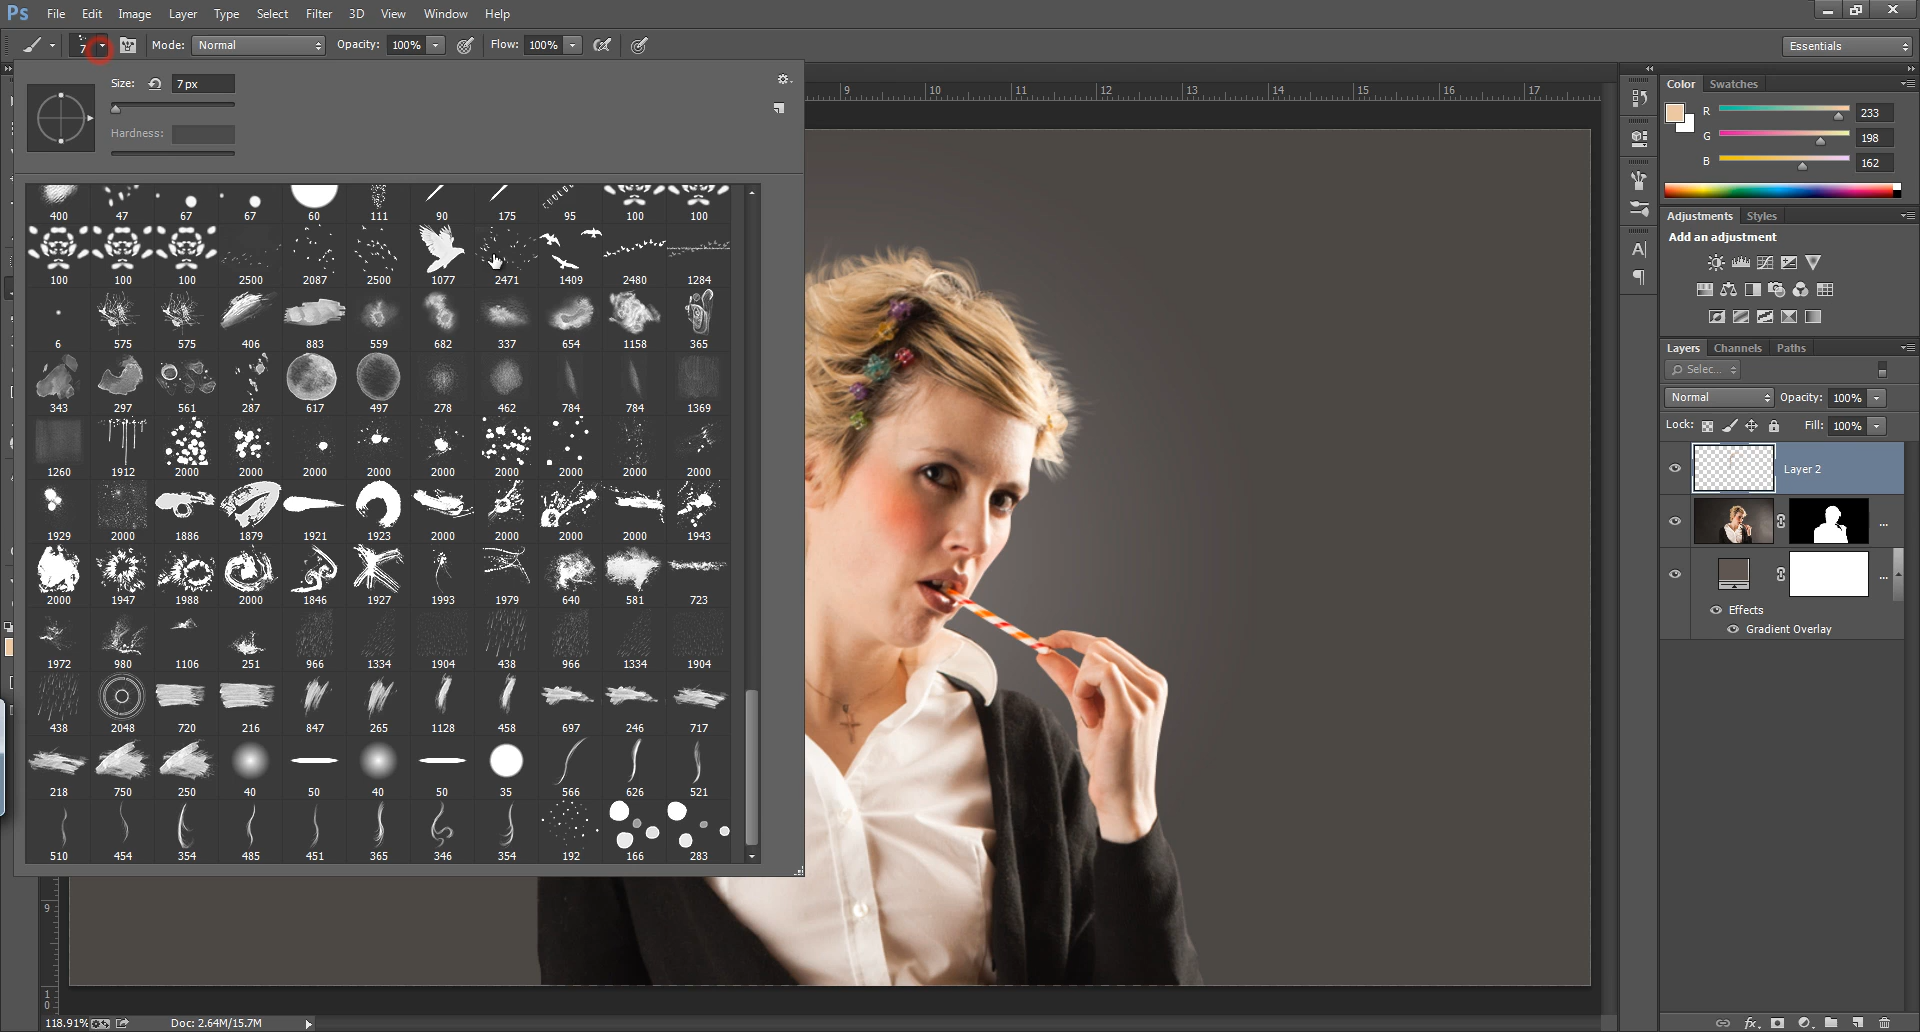 Ps File Edit Image Layer Type Select Filter 3D View Window Help
7 Mode: Normal Opacity: 100% Flow: 100% Essentials
Size: 7 px
Hardness:
9 10 11 12 13 14 15 16 17
400 47 67 67 60 111 90 175 95 100 100
100 100 100 2500 2087 2500 1077 2471 1409 2480 1284
6 575 575 406 883 559 682 337 654 1158 365
343 297 561 287 617 497 278 462 784 784 1369
1260 1912 2000 2000 2000 2000 2000 2000 2000 2000 2000
1929 2000 1886 1879 1921 1923 2000 2000 2000 2000 1943
2000 1947 1988 2000 1846 1927 1993 1979 640 581 723
1972 980 1106 251 966 1334 1904 438 966 1334 1904
438 2048 720 216 847 265 1128 458 697 246 717
218 750 250 40 50 40 50 35 566 626 521
510 454 354 485 451 365 346 354 192 166 283
9
1
0
118.91% Doc: 2.64M/15.7M
Color Swatches
R 233
G 198
B 162
Adjustments Styles
Add an adjustment
Layers Channels Paths
Selec...
Normal Opacity: 100%
Lock: Fill: 100%
Layer 2
...
...
Effects
Gradient Overlay
fx